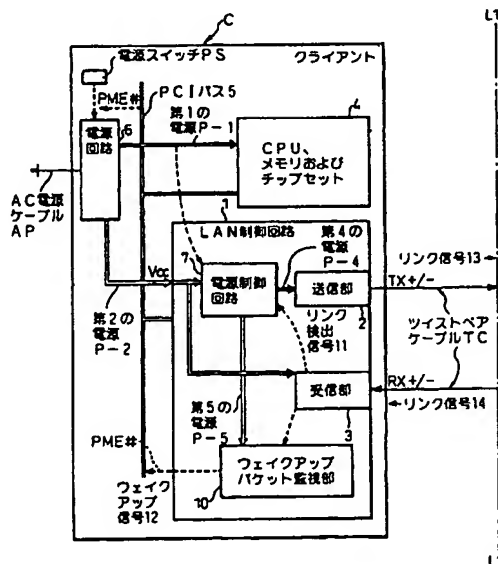 C
L1
電源スイッチPS
クライアント
PME#
PCIバス5
第1の
電源P-1
4
6
電源
回路
CPU、
メモリおよび
チップセット
AC電源
ケーブル
AP
1
LAN制御回路
第4の
電源
P-4
Vcc
7
電源制御
回路
送信部
2
リンク信号13
TX+/-
第2の
電源
P-2
リンク
検出
信号11
ツイストペア
ケーブルTC
受信部
3
RX+/-
リンク信号14
第5の
電源
P-5
PME#
ウェイクアップ
パケット監視部
10
ウェイク
アップ
信号12